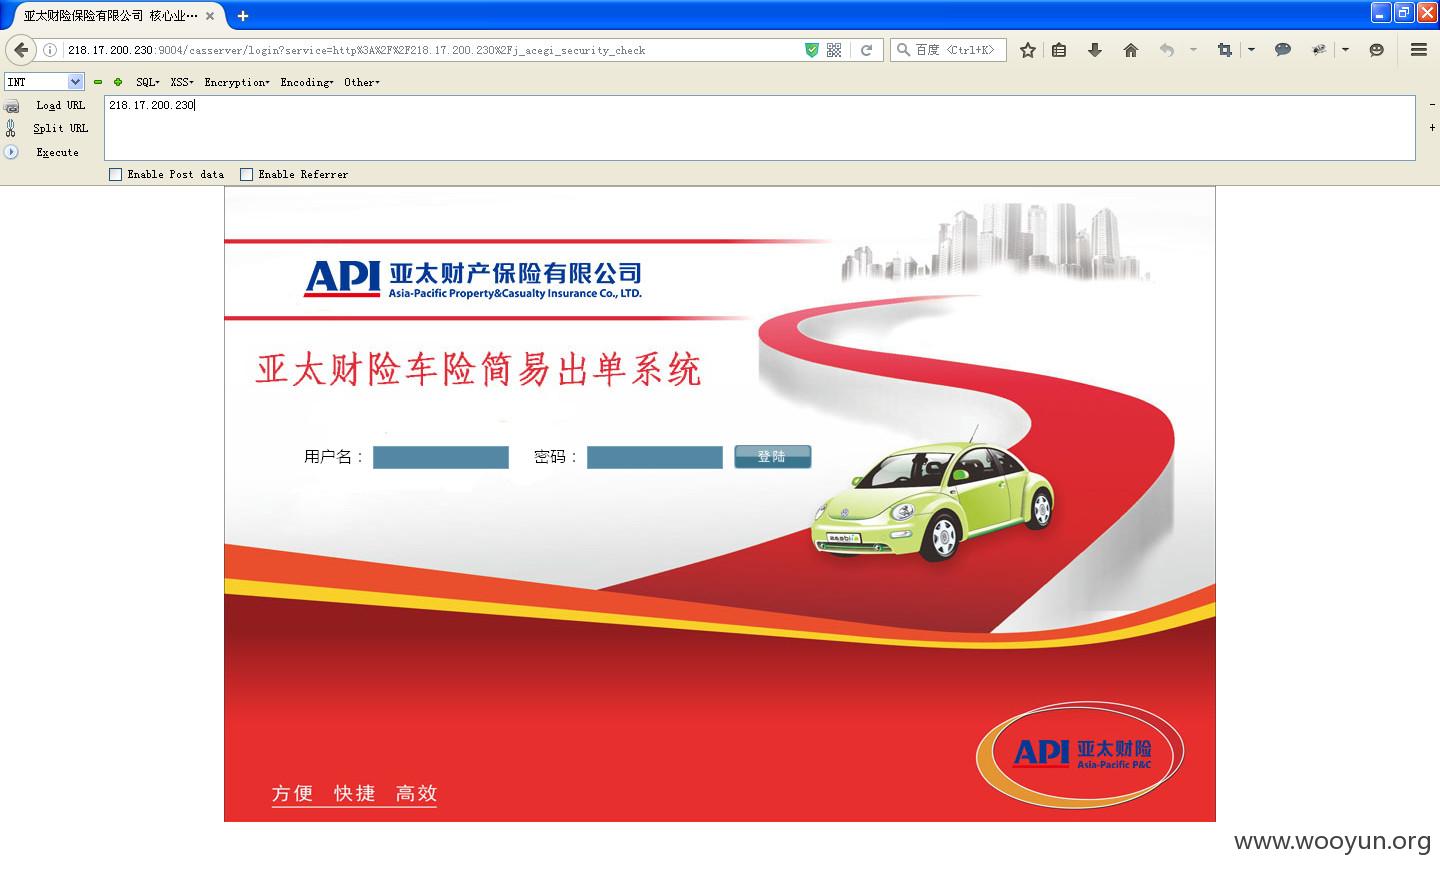 亚太财险保险有限公司 核心业…
218.17.200.230:9004/casserver/login?service=http%3A%2F%2F218.17.200.230%2Fj_acegi_security_check
百度 <Ctrl+K>
INT
SQL
XSS
Encryption
Encoding
Other
Load URL
218.17.200.230
Split URL
Execute
Enable Post data
Enable Referrer
API 亚太财产保险有限公司
Asia-Pacific Property&Casualty Insurance Co., LTD.
亚太财险车险简易出单系统
用户名：
密码：
登陆
API 亚太财险
Asia-Pacific P&C
方便 快捷 高效
www.wooyun.org